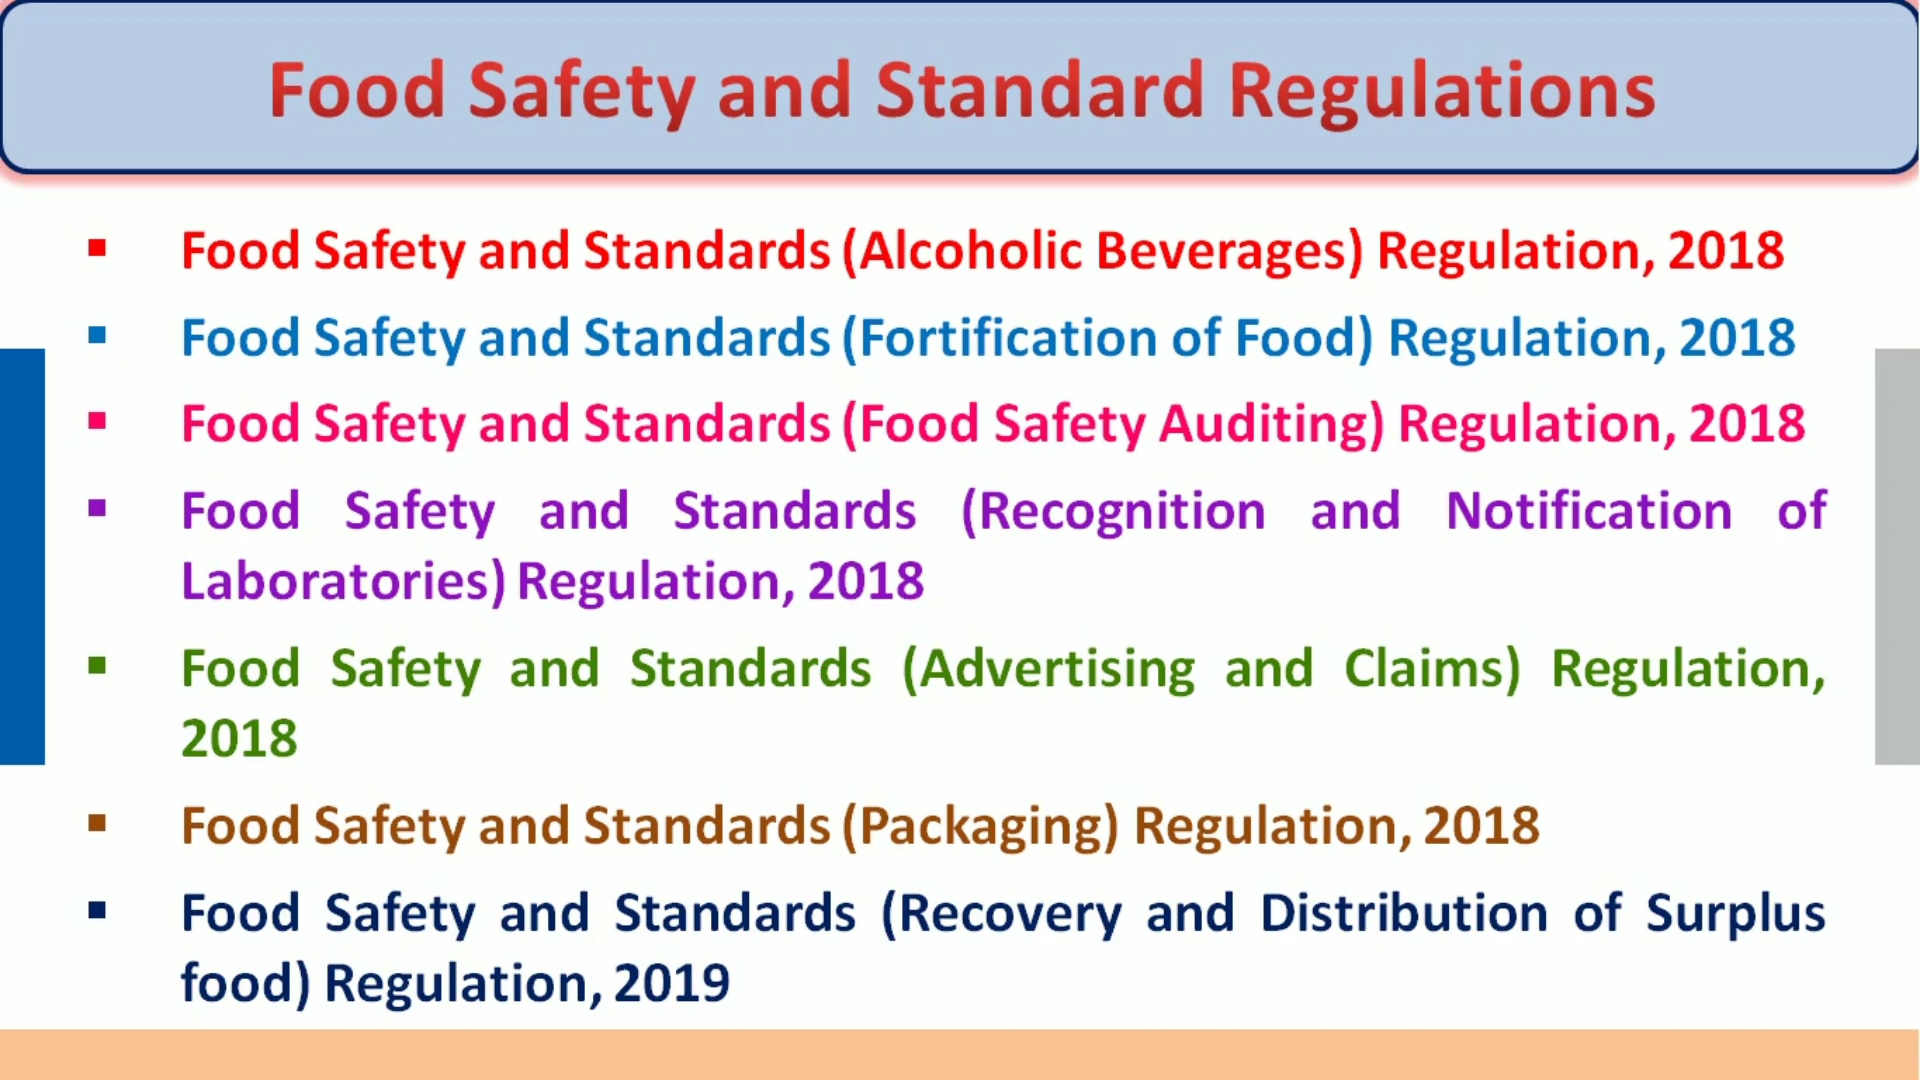 Food Safety and Standard Regulations
▪ Food Safety and Standards (Alcoholic Beverages) Regulation, 2018
▪ Food Safety and Standards (Fortification of Food) Regulation, 2018
▪ Food Safety and Standards (Food Safety Auditing) Regulation, 2018
▪ Food Safety and Standards (Recognition and Notification of
Laboratories) Regulation, 2018
▪ Food Safety and Standards (Advertising and Claims) Regulation,
2018
▪ Food Safety and Standards (Packaging) Regulation, 2018
▪ Food Safety and Standards (Recovery and Distribution of Surplus
food) Regulation, 2019